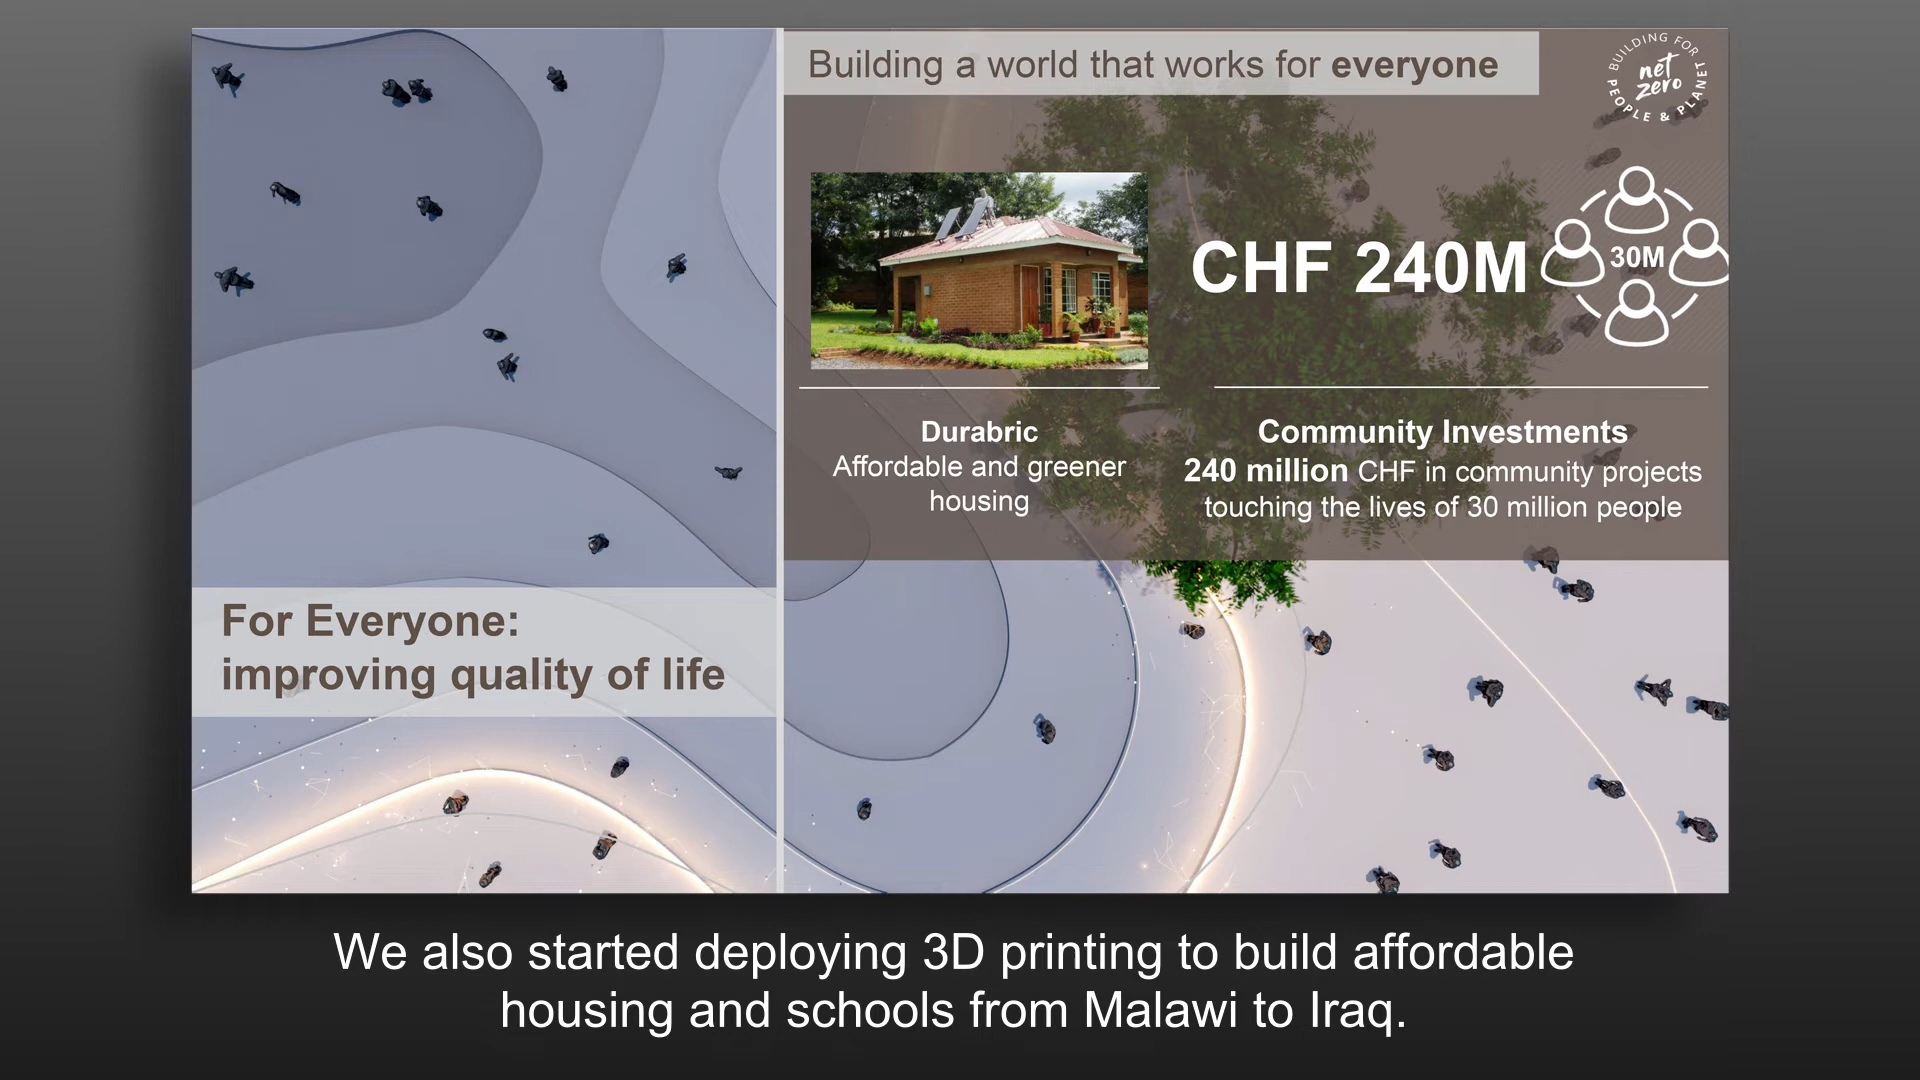 Building a world that works for everyone
BUILDING FOR PEOPLE & PLANET
net
zero
CHF 240M
30M
Durabric
Affordable and greener
housing
Community Investments
240 million CHF in community projects
touching the lives of 30 million people
For Everyone:
improving quality of life
We also started deploying 3D printing to build affordable
housing and schools from Malawi to Iraq.